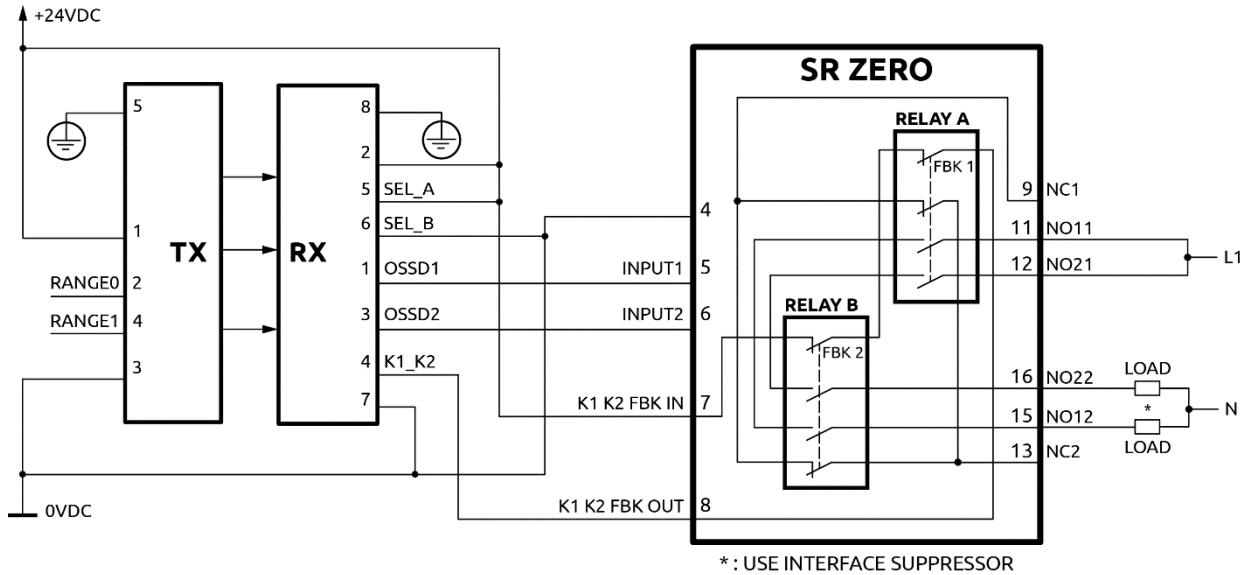 +24VDC
SR ZERO
5
8
RELAY A
2
FBK 1
5 SEL_A
9 NC1
4
6 SEL_B
11 NO11
1
TX
RX
L1
1 OSSD1
INPUT1 5
12 NO21
RANGE0 2
RELAY B
RANGE1 4
3 OSSD2
INPUT2 6
FBK 2
3
4 K1_K2
16 NO22
LOAD
7
K1 K2 FBK IN 7
*
N
15 NO12
LOAD
13 NC2
0VDC
K1 K2 FBK OUT 8
* : USE INTERFACE SUPPRESSOR